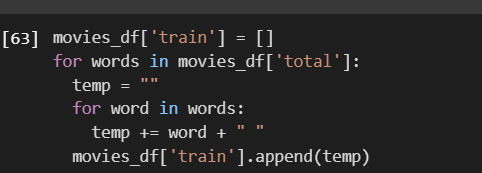 [63] movies_df['train'] = []
for words in movies_df['total']:
temp = ""
for word in words:
temp += word + " "
movies_df['train'].append(temp)